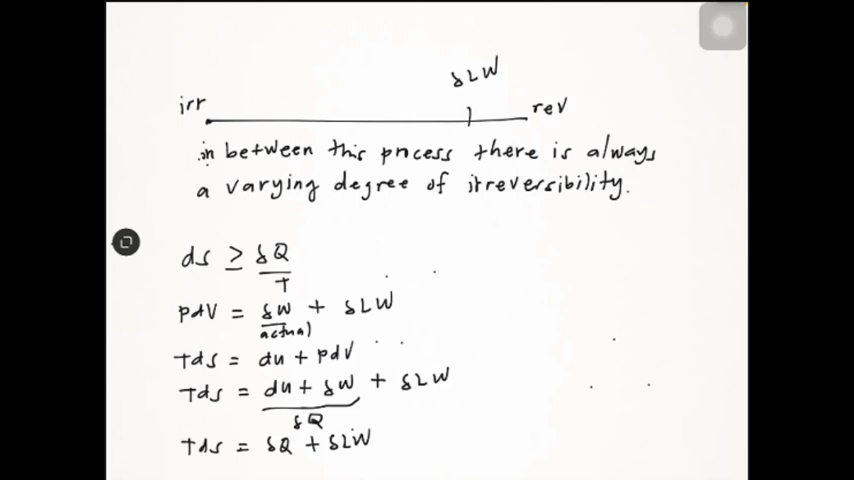 δLW
irr rev
in between this process there is always
a varying degree of irreversibility.
ds ≥ δQ
T
pdV = δW + δLW
actual
Tds = du + pdV
Tds = du + δW + δLW
δQ
Tds = δQ + δLW